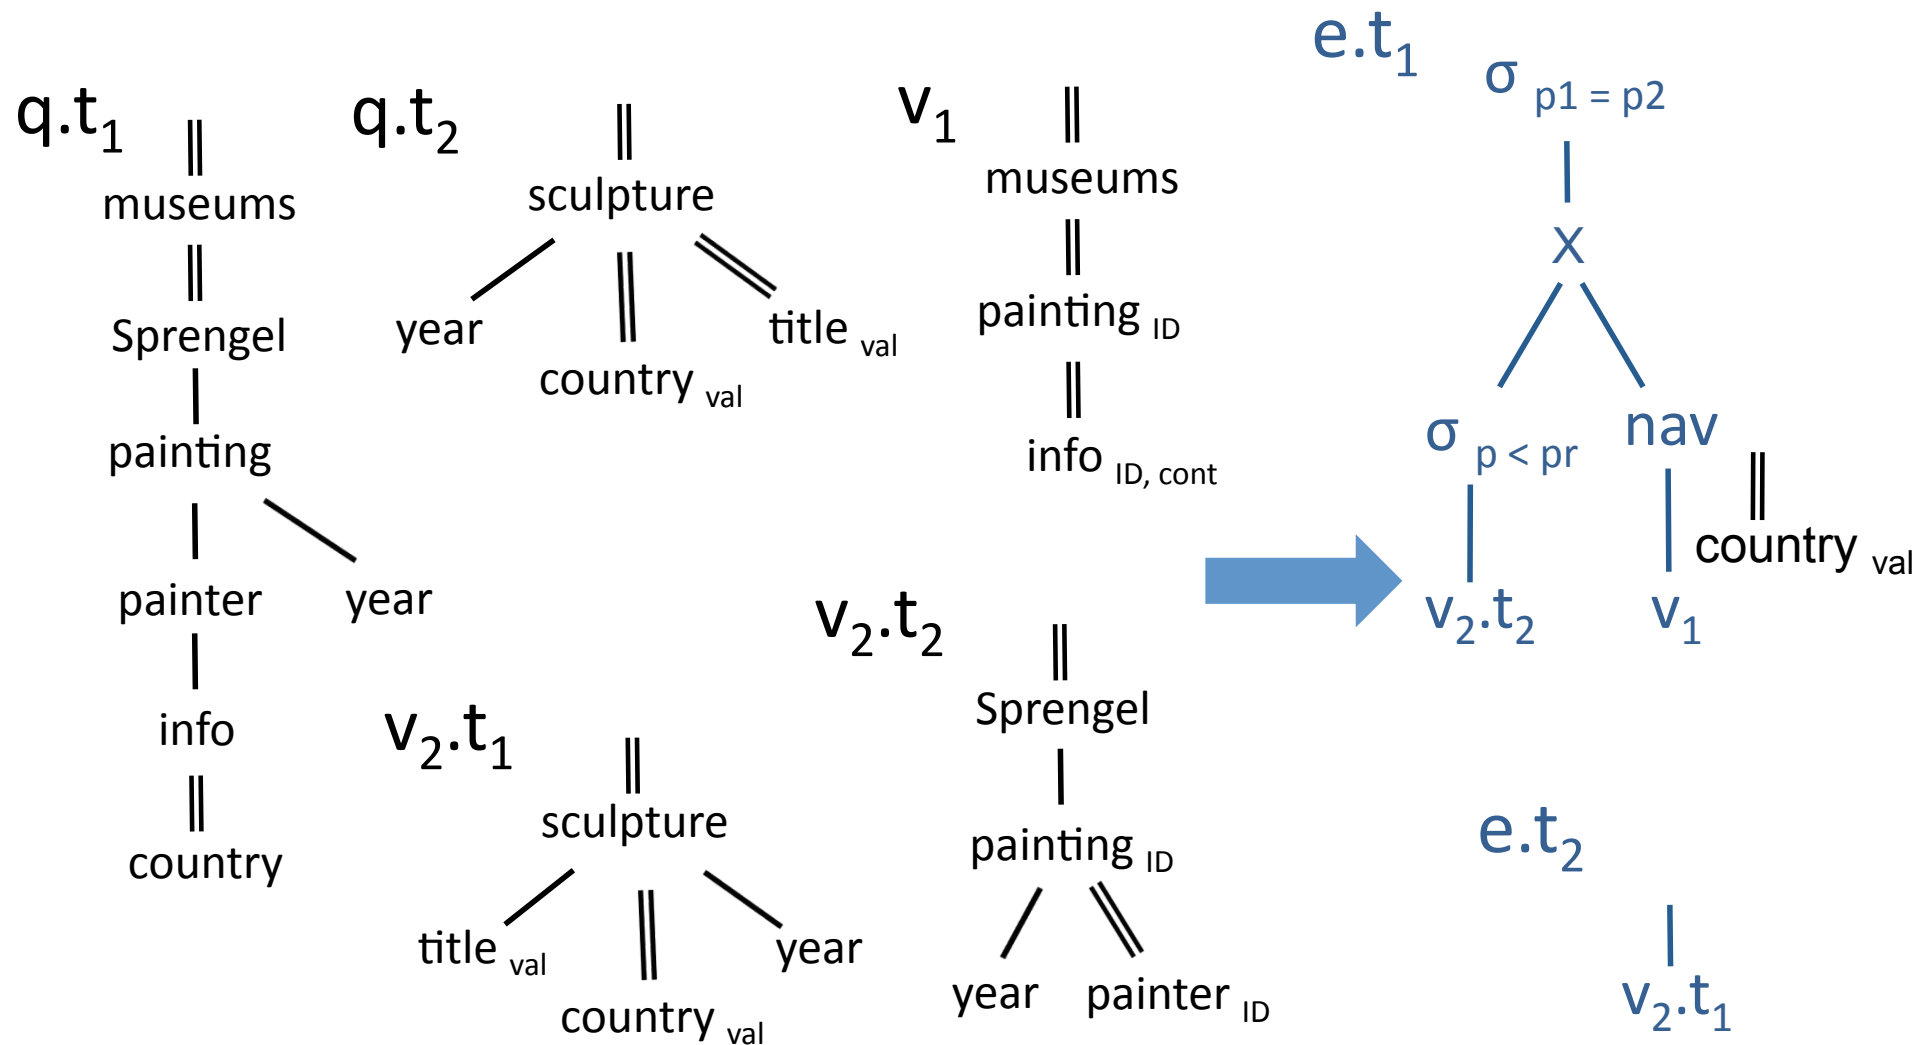 q.t1
museums
Sprengel
painting
painter year
info
country
q.t2
sculpture
year
country val
title val
v1
museums
painting ID
info ID, cont
v2.t1
sculpture
title val
country val
year
v2.t2
Sprengel
painting ID
year painter ID
e.t1
σ p1 = p2
X
σ p < pr
nav
country val
v2.t2
v1
e.t2
v2.t1